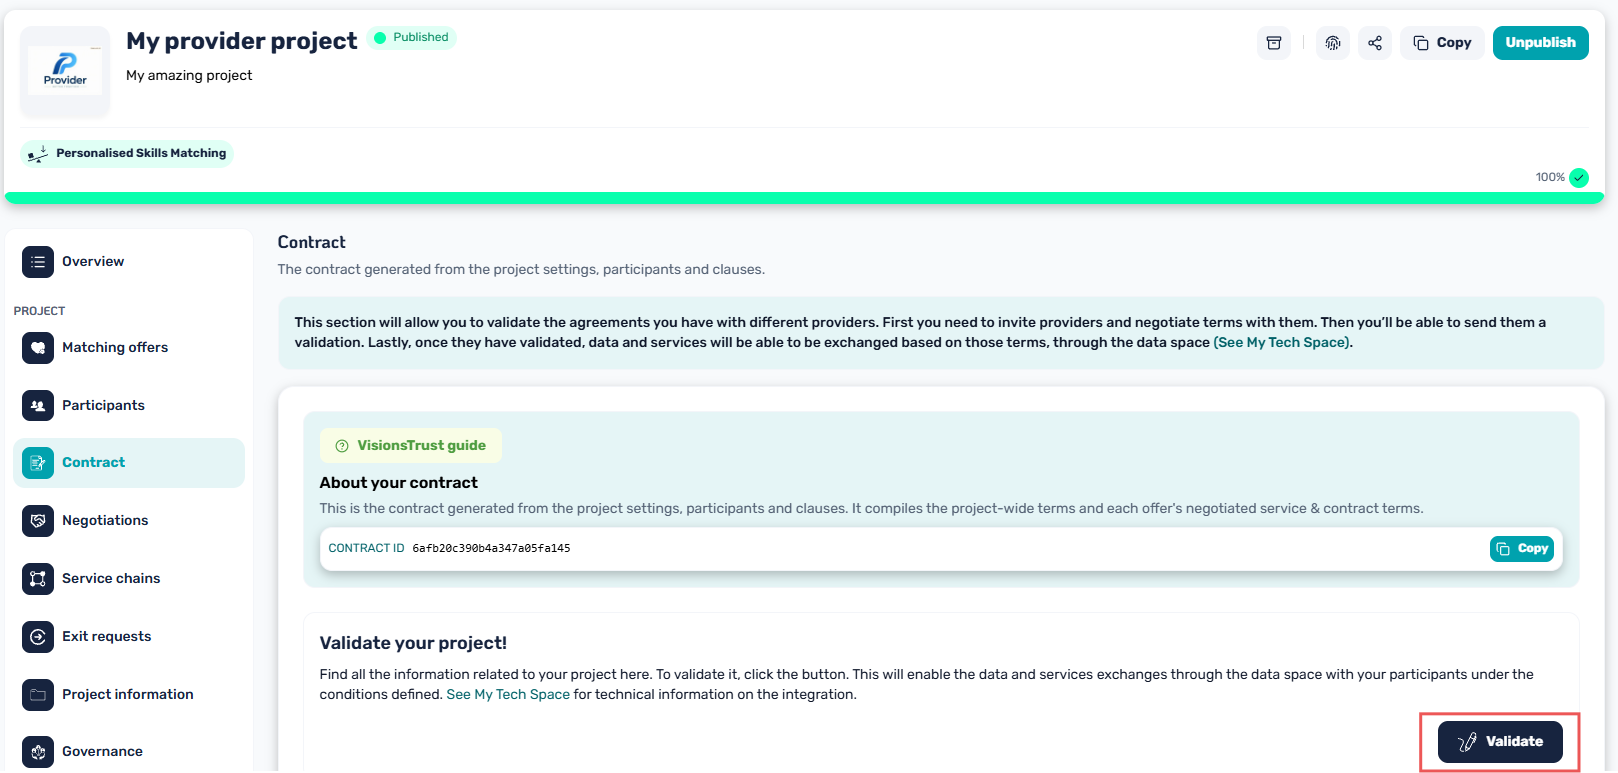 My provider project
Published
My amazing project
Provider
Copy
Unpublish
Personalised Skills Matching
100%
Overview
PROJECT
Matching offers
Participants
Contract
Negotiations
Service chains
Exit requests
Project information
Governance
Contract
The contract generated from the project settings, participants and clauses.
This section will allow you to validate the agreements you have with different providers. First you need to invite providers and negotiate terms with them. Then you'll be able to send them a
validation. Lastly, once they have validated, data and services will be able to be exchanged based on those terms, through the data space (See My Tech Space).
VisionsTrust guide
About your contract
This is the contract generated from the project settings, participants and clauses. It compiles the project-wide terms and each offer's negotiated service & contract terms.
CONTRACT ID 6afb20c390b4a347a05fa145
Copy
Validate your project!
Find all the information related to your project here. To validate it, click the button. This will enable the data and services exchanges through the data space with your participants under the
conditions defined. See My Tech Space for technical information on the integration.
Validate